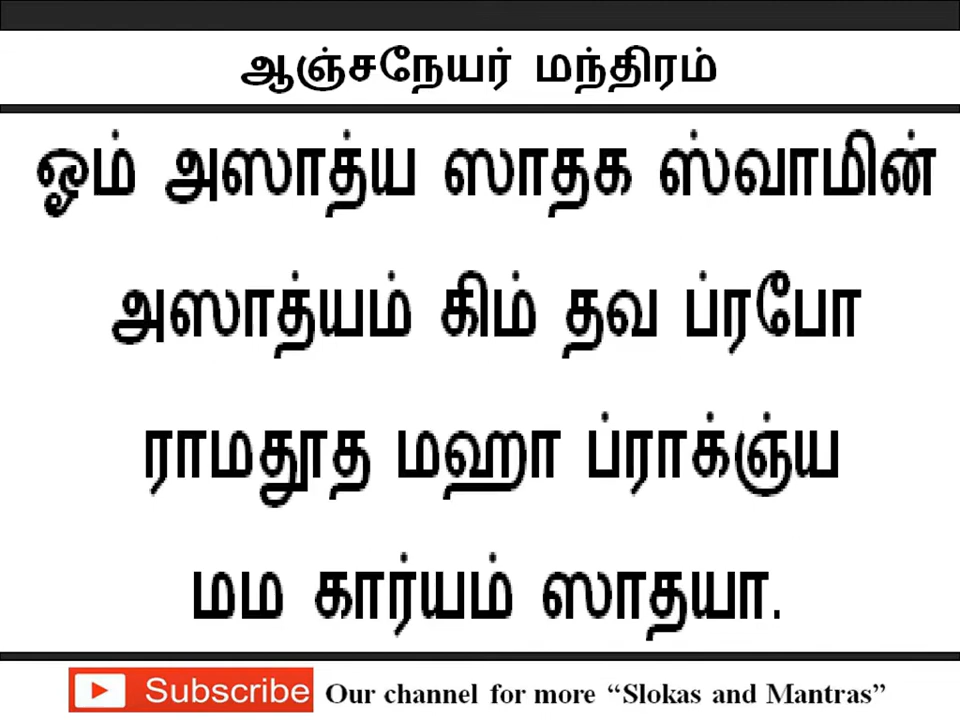 ஆஞ்சநேயர் மந்திரம்
ஓம் அஸாத்ய ஸாதக ஸ்வாமின்
அஸாத்யம் கிம் தவ ப்ரபோ
ராமதூத மஹா ப்ராக்ஞ்ய
மம கார்யம் ஸாதயா.
Subscribe Our channel for more “Slokas and Mantras”